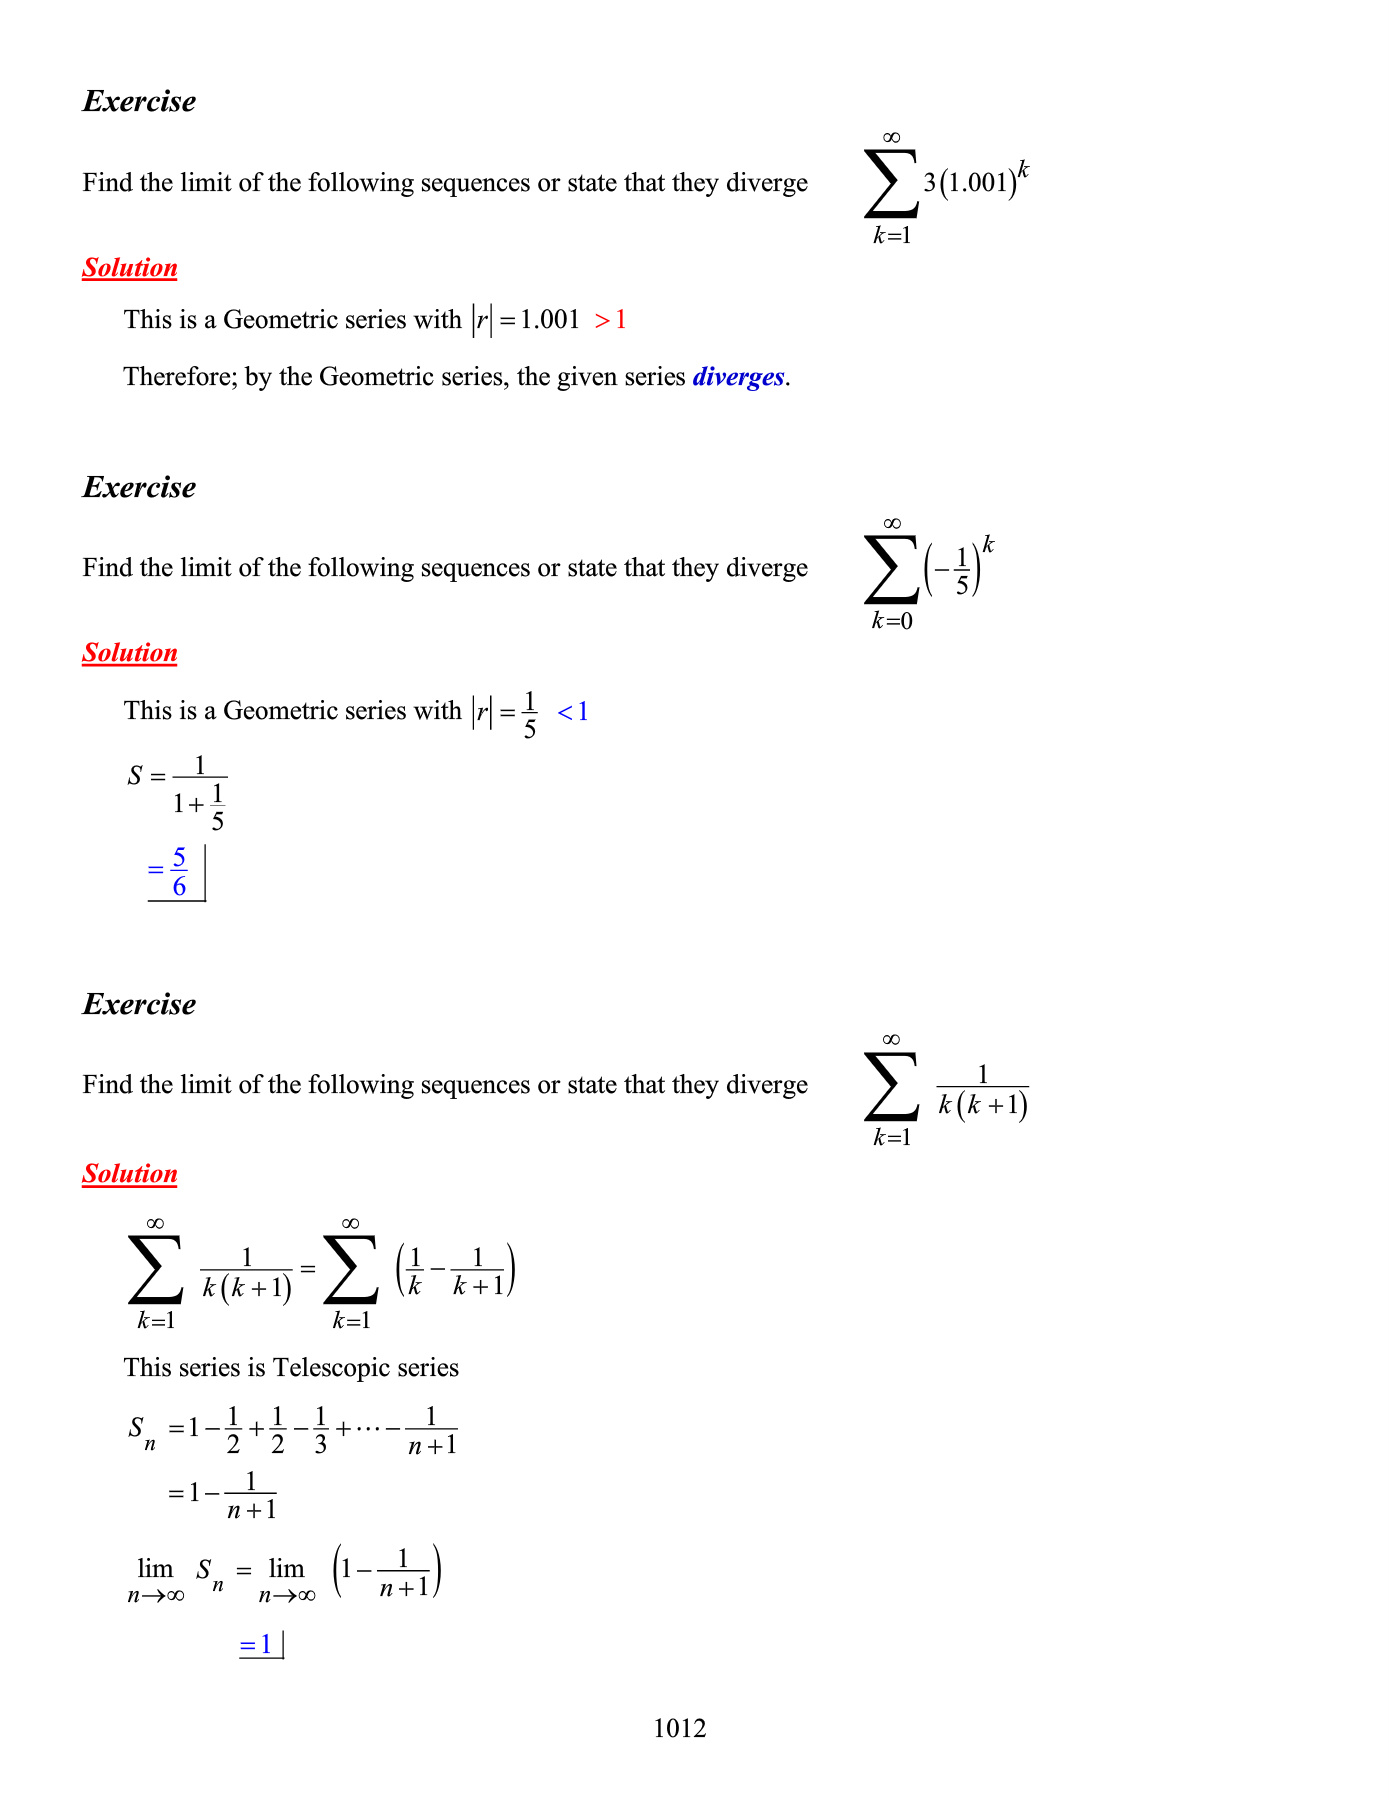 Exercise
Find the limit of the following sequences or state that they diverge $\sum_{k=1}^{\infty} 3(1.001)^k$
Solution
This is a Geometric series with $|r| = 1.001 > 1$
Therefore; by the Geometric series, the given series diverges.
Exercise
Find the limit of the following sequences or state that they diverge $\sum_{k=0}^{\infty} \left(-\frac{1}{5}\right)^k$
Solution
This is a Geometric series with $|r| = \frac{1}{5} < 1$
$S = \frac{1}{1+\frac{1}{5}}$
$= \frac{5}{6}$
Exercise
Find the limit of the following sequences or state that they diverge $\sum_{k=1}^{\infty} \frac{1}{k(k+1)}$
Solution
$\sum_{k=1}^{\infty} \frac{1}{k(k+1)} = \sum_{k=1}^{\infty} \left(\frac{1}{k} - \frac{1}{k+1}\right)$
This series is Telescopic series
$S_n = 1 - \frac{1}{2} + \frac{1}{2} - \frac{1}{3} + \cdots - \frac{1}{n+1}$
$= 1 - \frac{1}{n+1}$
$\lim_{n\to\infty} S_n = \lim_{n\to\infty} \left(1 - \frac{1}{n+1}\right)$
$= 1$
1012